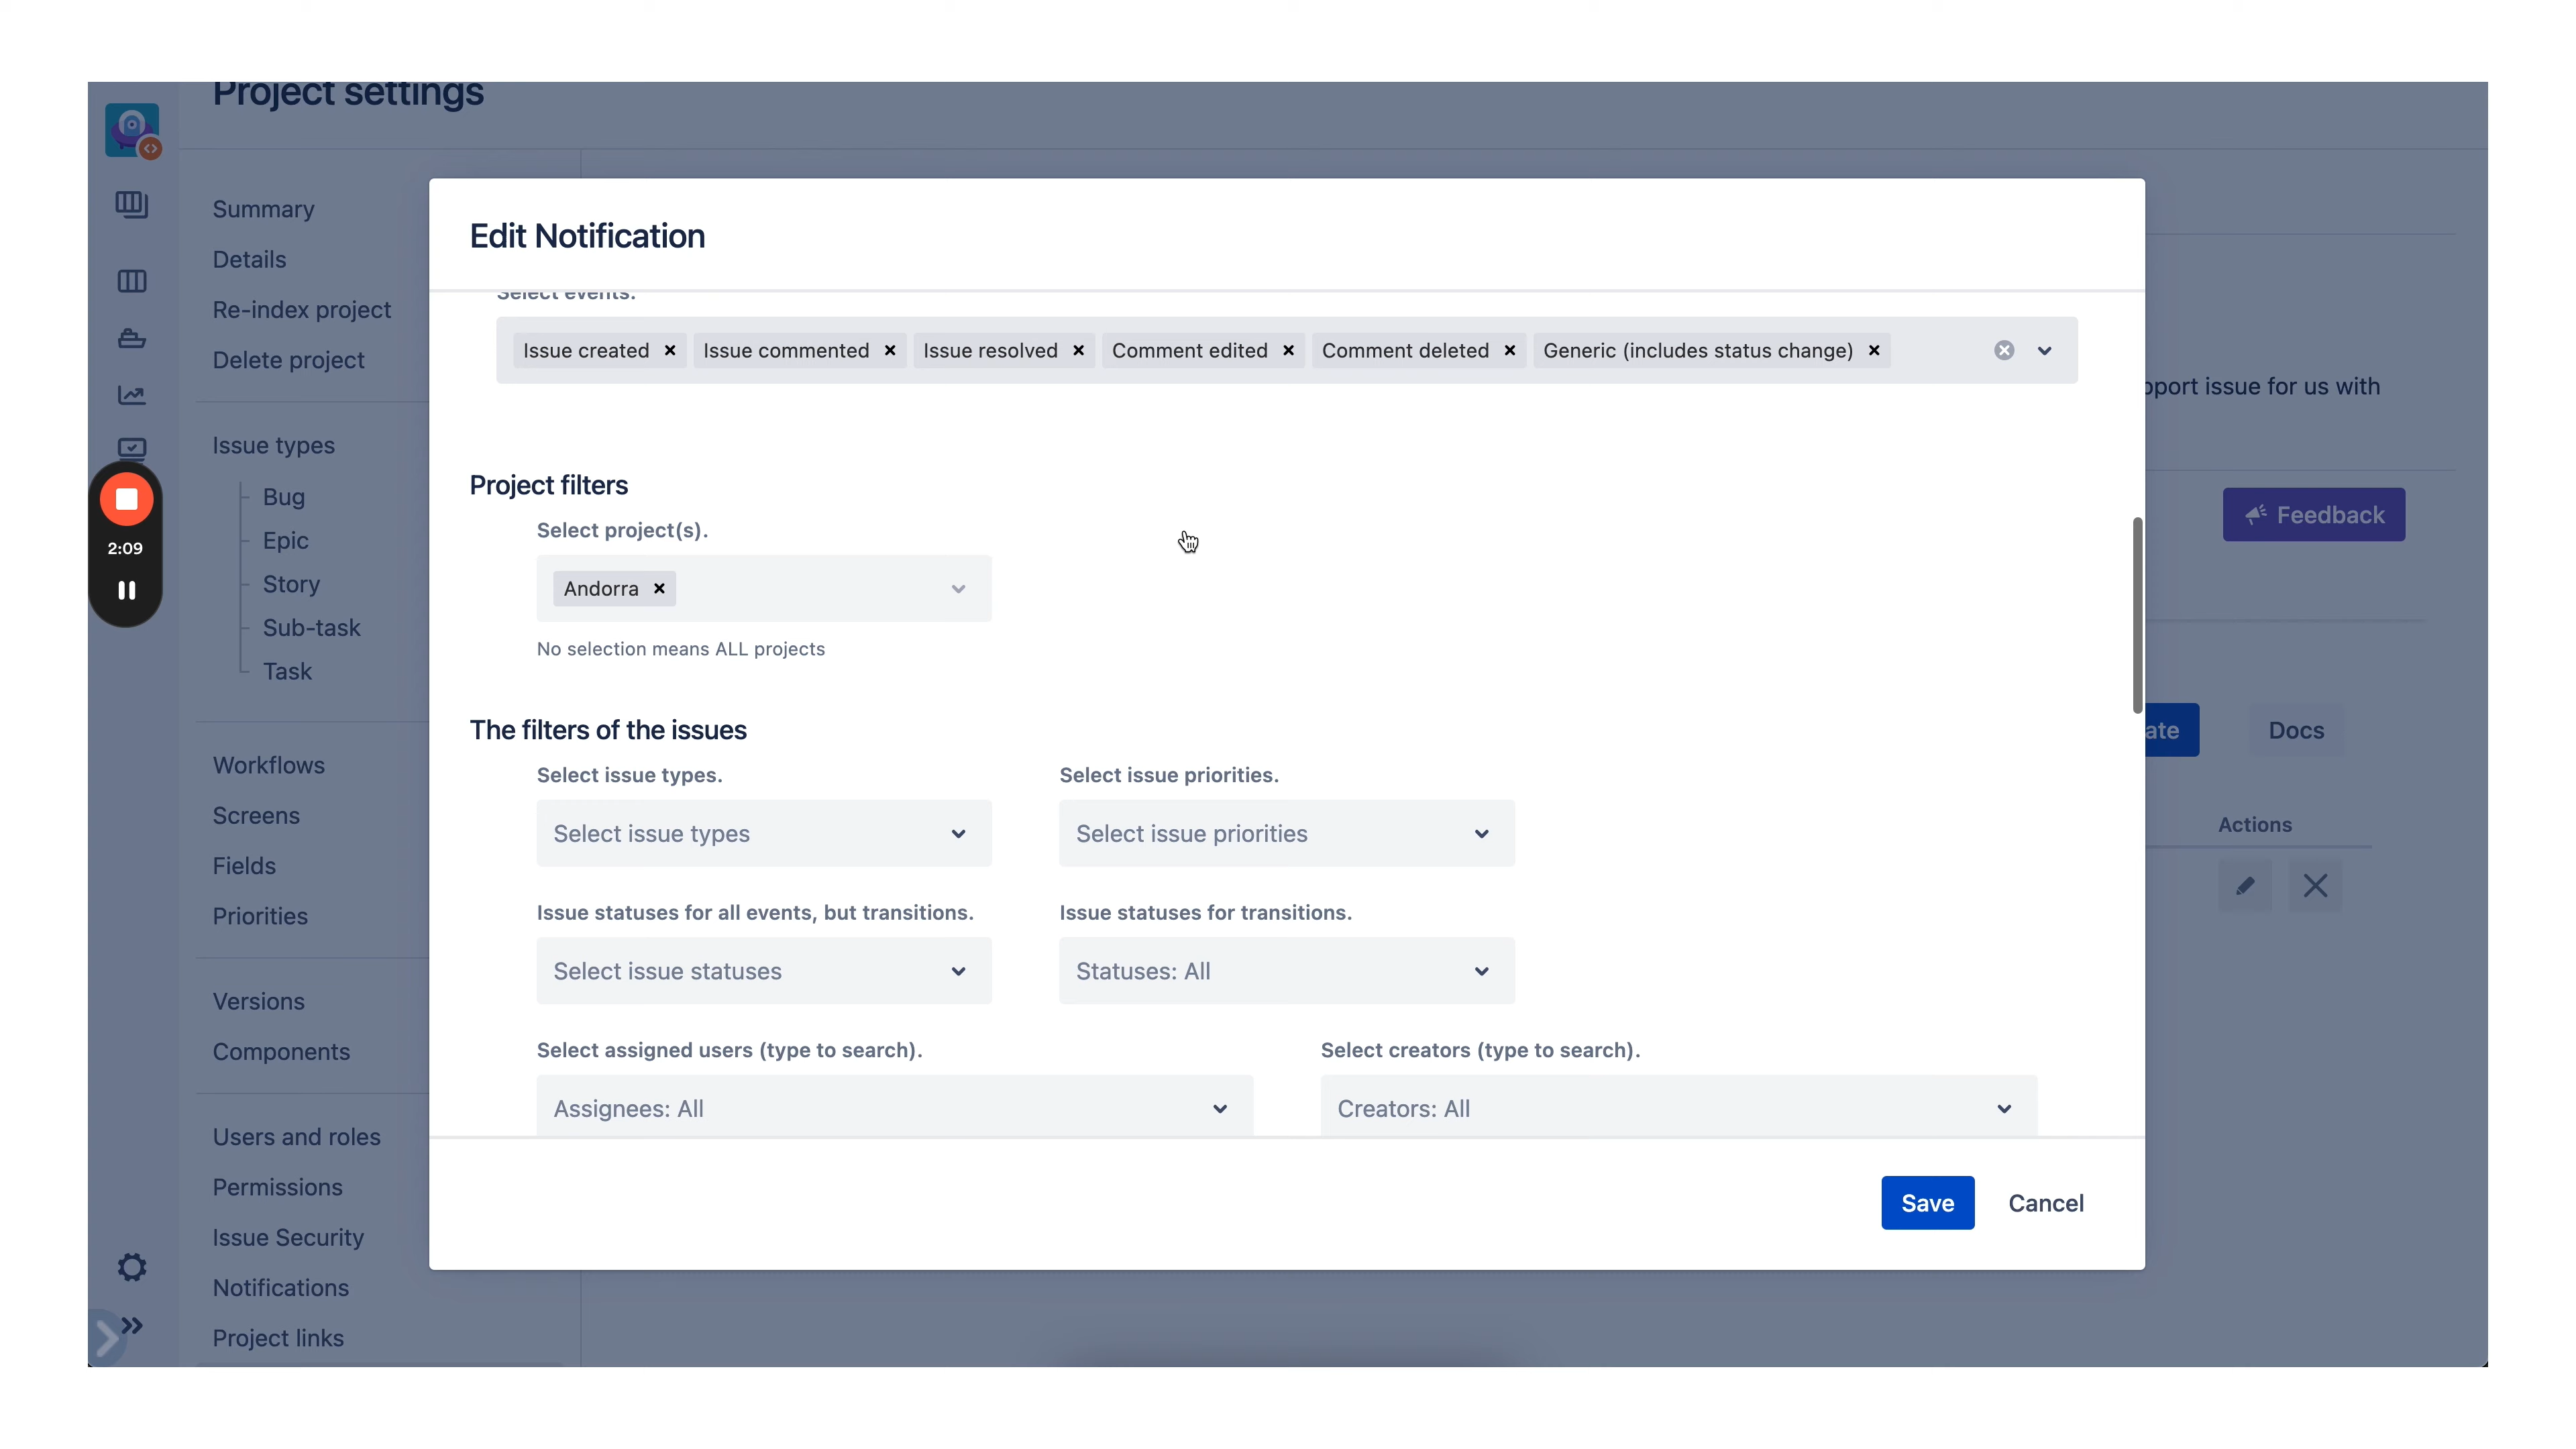 Project settings
Summary
Details
Re-index project
Delete project
Issue types
Bug
Epic
Story
Sub-task
Task
Workflows
Screens
Fields
Priorities
Versions
Components
Users and roles
Permissions
Issue Security
Notifications
Project links
2:09
Edit Notification
Select events.
Issue created Issue commented Issue resolved Comment edited Comment deleted Generic (includes status change)
Project filters
Select project(s).
Andorra
No selection means ALL projects
The filters of the issues
Select issue types. Select issue priorities.
Select issue types Select issue priorities
Issue statuses for all events, but transitions. Issue statuses for transitions.
Select issue statuses Statuses: All
Select assigned users (type to search). Select creators (type to search).
Assignees: All Creators: All
Save Cancel
pport issue for us with
Feedback
ate Docs
Actions